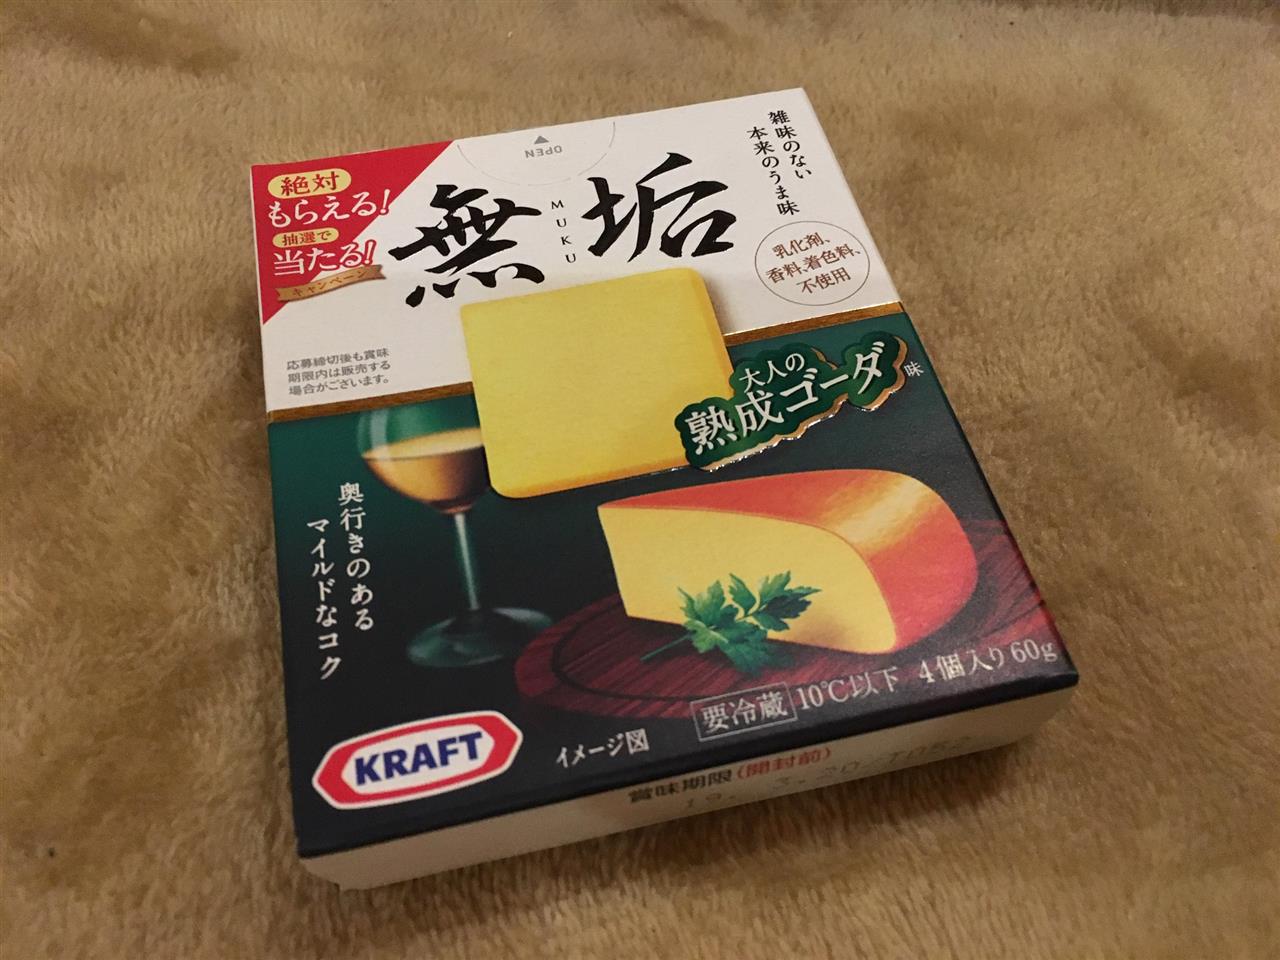 OPEN
絶対
もらえる!
抽選で
当たる!
キャンペーン
無垢
MUKU
雑味のない
本来のうま味
乳化剤、
香料、着色料、
不使用
応募締切後も賞味
期限内は販売する
場合がございます。
大人の
熟成ゴーダ味
奥行きのある
マイルドなコク
KRAFT
イメージ図
要冷蔵 10℃以下 4個入り 60g
賞味期限(開封前)
19. 3.20